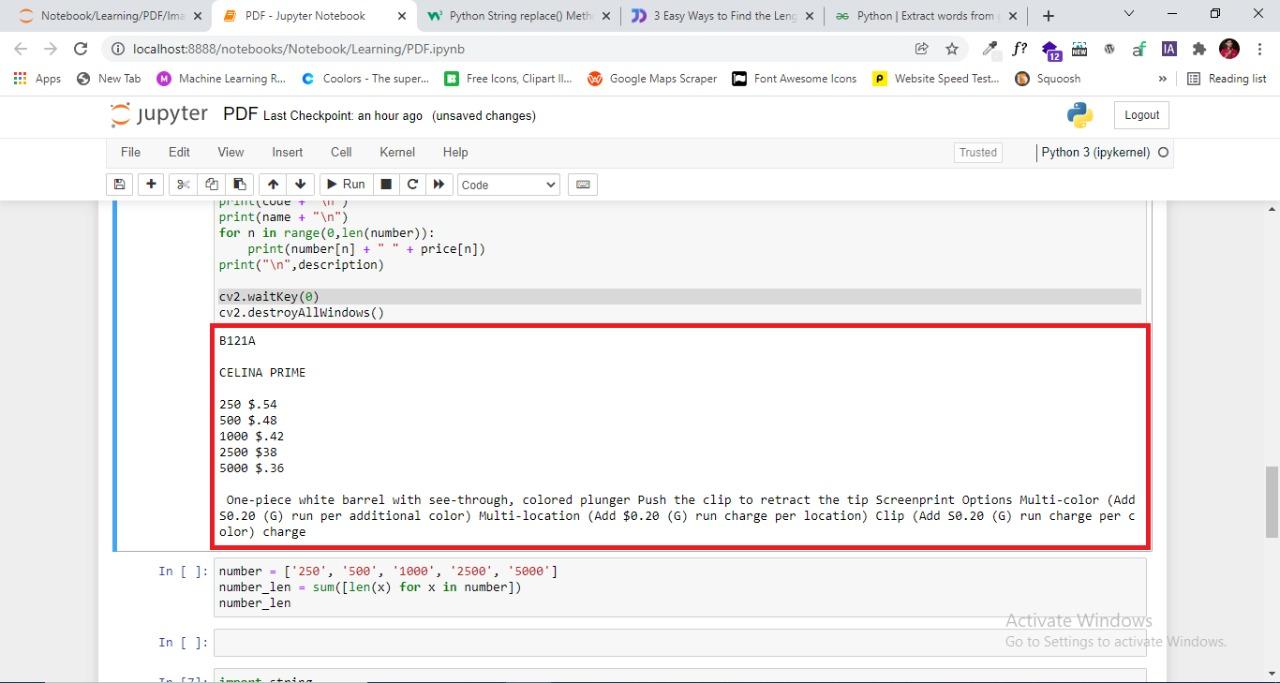 Notebook/Learning/PDF/Ima
PDF - Jupyter Notebook
Python String replace() Meth
3 Easy Ways to Find the Leng
Python | Extract words from
localhost:8888/notebooks/Notebook/Learning/PDF.ipynb
f?
12
NEW
af
IA
Apps
New Tab
Machine Learning R...
Coolors - The super...
Free Icons, Clipart Il...
Google Maps Scraper
Font Awesome Icons
Website Speed Test...
Squoosh
»
Reading list
jupyter
PDF Last Checkpoint: an hour ago (unsaved changes)
Logout
File Edit View Insert Cell Kernel Help
Trusted
Python 3 (ipykernel)
Run
Code
print(code + "\n")
print(name + "\n")
for n in range(0,len(number)):
    print(number[n] + " " + price[n])
print("\n",description)
cv2.waitKey(0)
cv2.destroyAllWindows()
B121A
CELINA PRIME
250 $.54
500 $.48
1000 $.42
2500 $38
5000 $.36
One-piece white barrel with see-through, colored plunger Push the clip to retract the tip Screenprint Options Multi-color (Add
S0.20 (G) run per additional color) Multi-location (Add $0.20 (G) run charge per location) Clip (Add S0.20 (G) run charge per c
olor) charge
In [ ]: number = ['250', '500', '1000', '2500', '5000']
number_len = sum([len(x) for x in number])
number_len
In [ ]:
In [7]: import string
Activate Windows
Go to Settings to activate Windows.